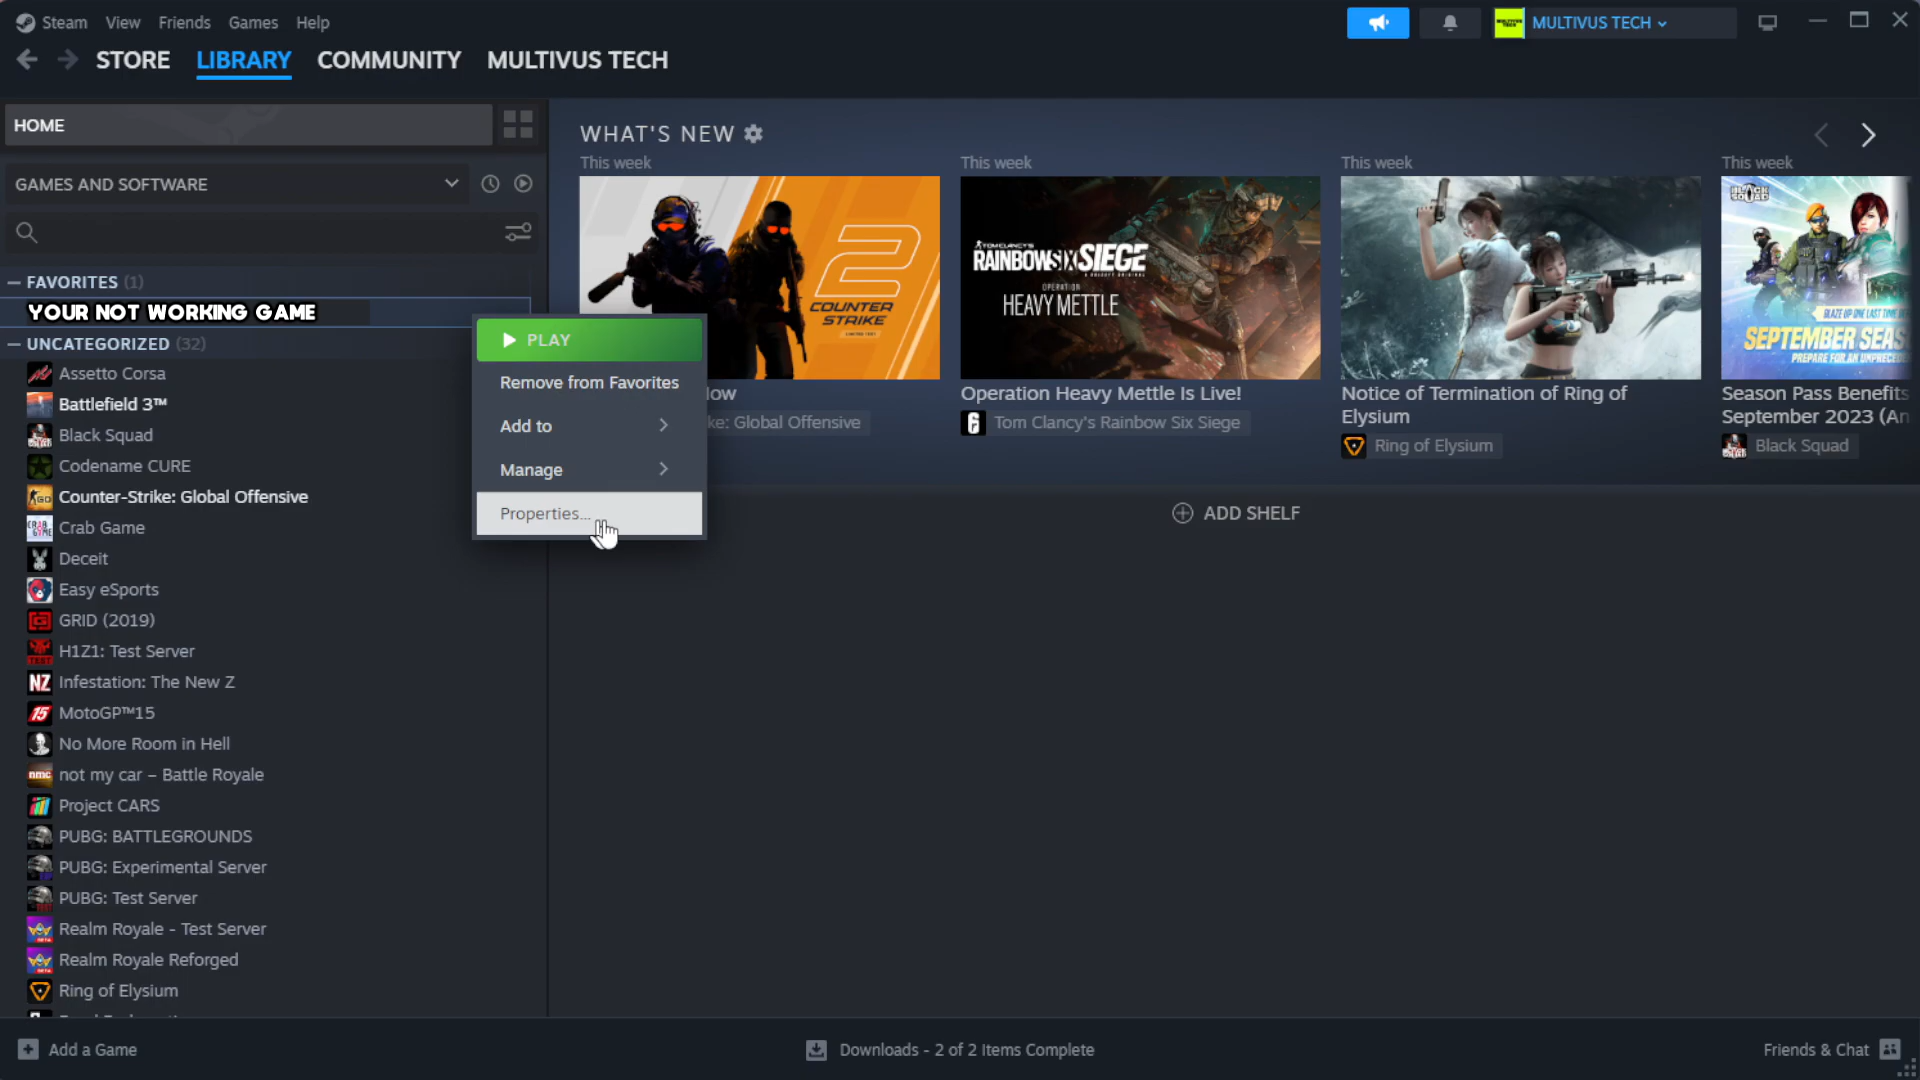 Steam View Friends Games Help
MULTIVUS TECH
STORE LIBRARY COMMUNITY MULTIVUS TECH
HOME
GAMES AND SOFTWARE
FAVORITES (1)
YOUR NOT WORKING GAME
UNCATEGORIZED (32)
Assetto Corsa
Battlefield 3™
Black Squad
Codename CURE
Counter-Strike: Global Offensive
Crab Game
Deceit
Easy eSports
GRID (2019)
H1Z1: Test Server
Infestation: The New Z
MotoGP™15
No More Room in Hell
not my car – Battle Royale
Project CARS
PUBG: BATTLEGROUNDS
PUBG: Experimental Server
PUBG: Test Server
Realm Royale - Test Server
Realm Royale Reforged
Ring of Elysium
PLAY
Remove from Favorites
Add to
Manage
Properties...
WHAT'S NEW
This week
2
COUNTER
STRIKE
ke: Global Offensive
This week
TOM CLANCY'S
RAINBOW SIX SIEGE
OPERATION
HEAVY METTLE
Operation Heavy Mettle Is Live!
Tom Clancy's Rainbow Six Siege
This week
Notice of Termination of Ring of
Elysium
Ring of Elysium
This week
BLACK
SQUAD
BLAZE UP ONE LAST TIME
SEPTEMBER SEAS
PREPARE FOR AN UNPRECEDE
Season Pass Benefits
September 2023 (An
Black Squad
ADD SHELF
Add a Game
Downloads - 2 of 2 Items Complete
Friends & Chat